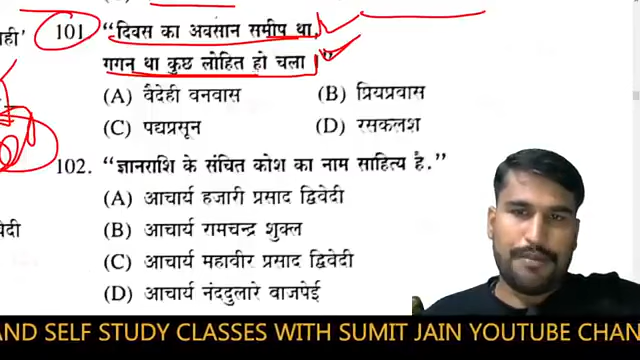 ाही'
101 "दिवस का अवसान समीप था,
गगन था कुछ लोहित हो चला"
(A) वैदेही वनवास (B) प्रियप्रवास
(C) पद्यप्रसून (D) रसकलश
102. "ज्ञानराशि के संचित कोश का नाम साहित्य है."
(A) आचार्य हजारी प्रसाद द्विवेदी
(B) आचार्य रामचन्द्र शुक्ल
वेदी
(C) आचार्य महावीर प्रसाद द्विवेदी
(D) आचार्य नंददुलारे वाजपेई
AND SELF STUDY CLASSES WITH SUMIT JAIN YOUTUBE CHAN